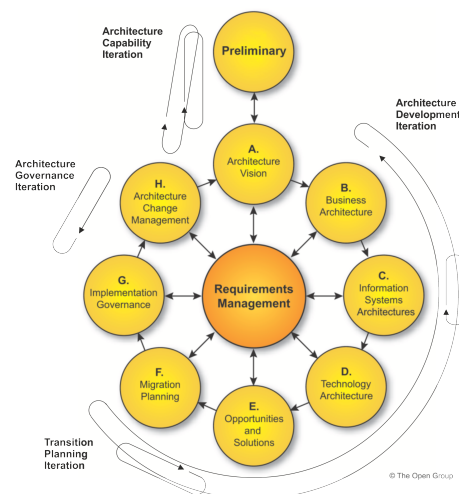 Architecture
Capability
Iteration
Preliminary
Architecture
Development
Iteration
A.
Architecture
Vision
Architecture
Governance
Iteration
H.
Architecture
Change
Management
B.
Business
Architecture
G.
Implementation
Governance
Requirements
Management
C.
Information
Systems
Architectures
F.
Migration
Planning
D.
Technology
Architecture
E.
Opportunities
and
Solutions
Transition
Planning
Iteration
© The Open Group